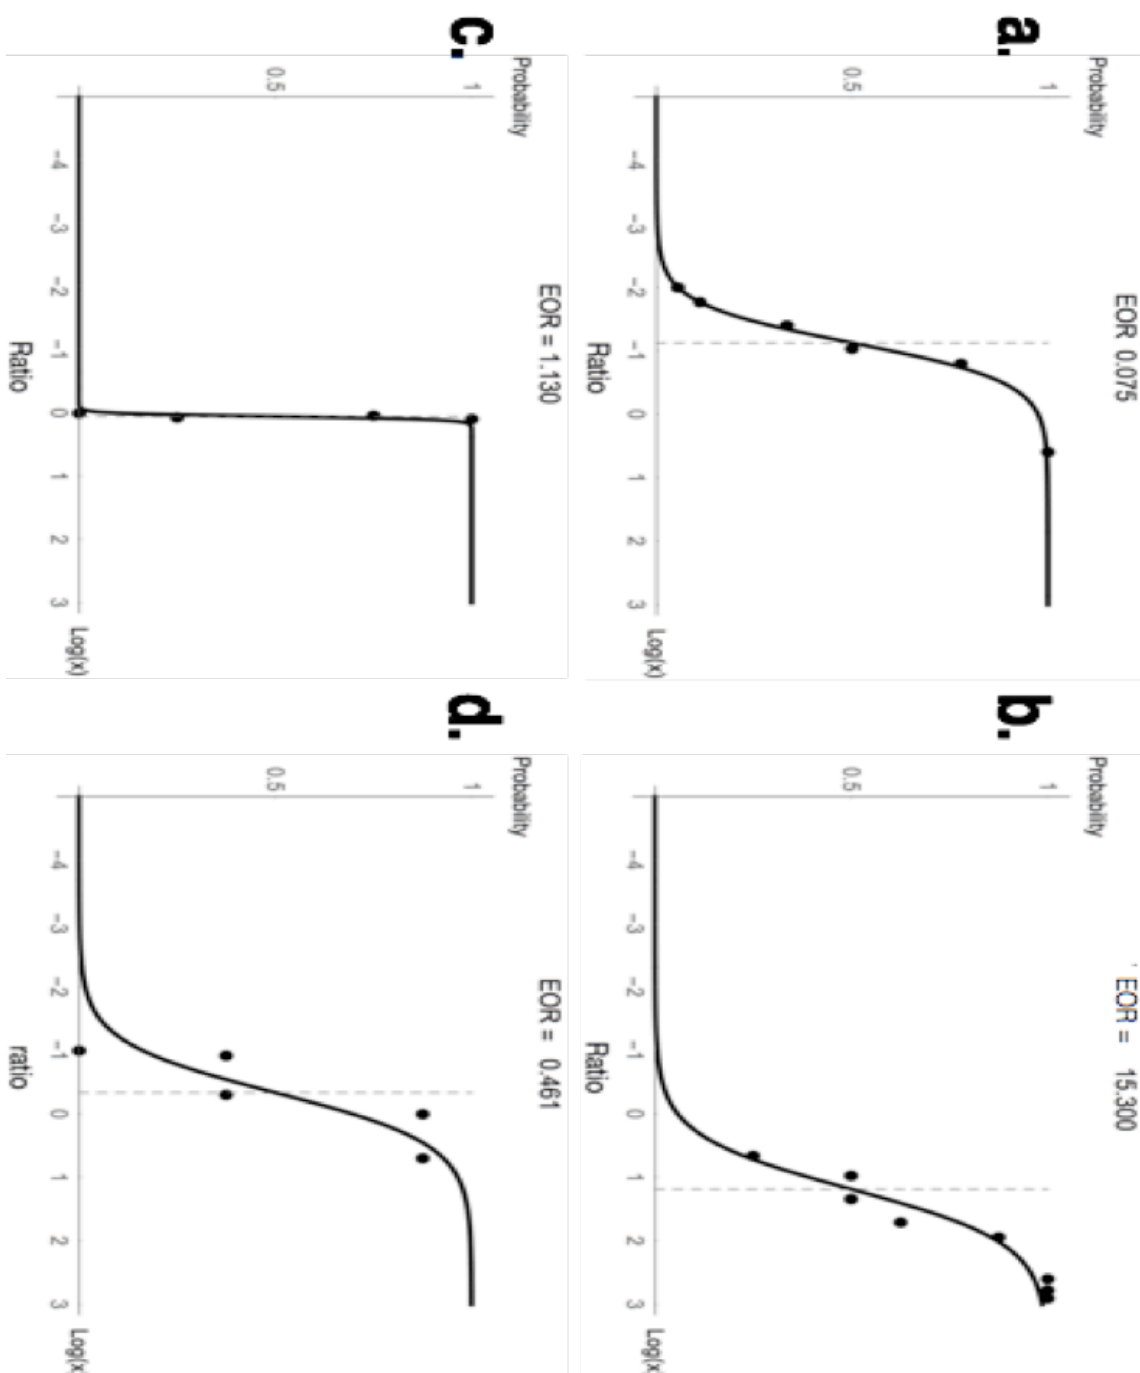 a.
EOR 0.075
Probability
1
0.5
-4 -3 -2 -1 0 1 2 3 Log(x)
Ratio
b.
EOR = 15.300
Probability
1
0.5
-4 -3 -2 -1 0 1 2 3 Log(x
Ratio
c.
EOR = 1.130
Probability
1
0.5
-4 -3 -2 -1 0 1 2 3 Log(x)
Ratio
d.
EOR = 0.461
Probability
1
0.5
-4 -3 -2 -1 0 1 2 3 Log(x
ratio